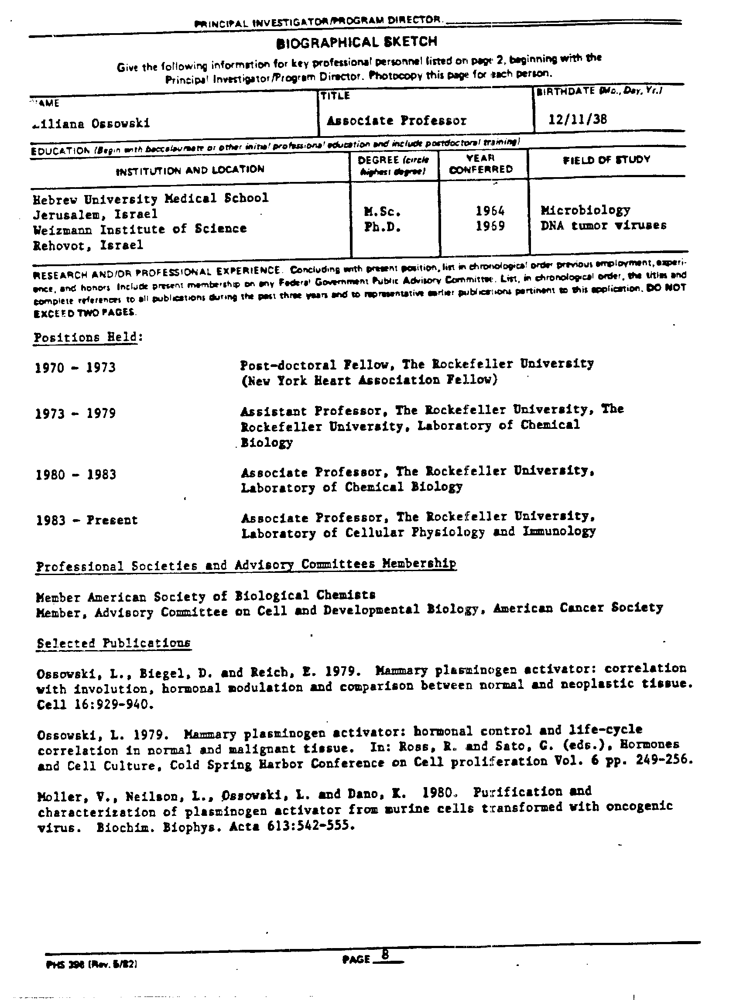 PRINCIPAL INVESTIGATOR/PROGRAM DIRECTOR:
BIOGRAPHICAL SKETCH
Give the following information for key professional personnel listed on page 2, beginning with the
Principal Investigator/Program Director. Photocopy this page for each person.
NAME TITLE BIRTHDATE (Mo., Day, Yr.)
Liliana Ossowski Associate Professor 12/11/38
EDUCATION (Begin with baccalaureate or other initial professional education and include postdoctoral training)
INSTITUTION AND LOCATION DEGREE (circle highest degree) YEAR CONFERRED FIELD OF STUDY
Hebrew University Medical School
Jerusalem, Israel M.Sc. 1964 Microbiology
Weizmann Institute of Science Ph.D. 1969 DNA tumor viruses
Rehovot, Israel
RESEARCH AND/OR PROFESSIONAL EXPERIENCE. Concluding with present position, list in chronological order previous employment, experi-
ence, and honors. Include present membership on any Federal Government Public Advisory Committee. List, in chronological order, the titles and
complete references to all publications during the past three years and to representative earlier publications pertinent to this application. DO NOT
EXCEED TWO PAGES.
Positions Held:
1970 - 1973 Post-doctoral Fellow, The Rockefeller University
(New York Heart Association Fellow)
1973 - 1979 Assistant Professor, The Rockefeller University, The
Rockefeller University, Laboratory of Chemical
Biology
1980 - 1983 Associate Professor, The Rockefeller University,
Laboratory of Chemical Biology
1983 - Present Associate Professor, The Rockefeller University,
Laboratory of Cellular Physiology and Immunology
Professional Societies and Advisory Committees Membership
Member American Society of Biological Chemists
Member, Advisory Committee on Cell and Developmental Biology, American Cancer Society
Selected Publications
Ossowski, L., Biegel, D. and Reich, E. 1979. Mammary plasminogen activator: correlation
with involution, hormonal modulation and comparison between normal and neoplastic tissue.
Cell 16:929-940.
Ossowski, L. 1979. Mammary plasminogen activator: hormonal control and life-cycle
correlation in normal and malignant tissue. In: Ross, R. and Sato, G. (eds.), Hormones
and Cell Culture, Cold Spring Harbor Conference on Cell proliferation Vol. 6 pp. 249-256.
Moller, V., Neilson, L., Ossowski, L. and Dano, K. 1980. Purification and
characterization of plasminogen activator from murine cells transformed with oncogenic
virus. Biochim. Biophys. Acta 613:542-555.
PHS 398 (Rev. 5/82) PAGE 8